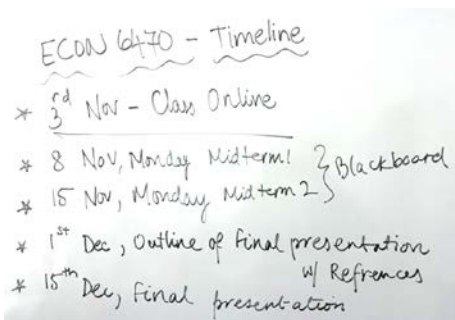 ECON 6470 - Timeline
* 3rd Nov - Class Online
* 8 Nov, Monday Midterm1
* 15 Nov, Monday Midterm 2 } Blackboard
* 1st Dec, Outline of Final presentation
w/ Refrences
* 15th Dec, Final presentation